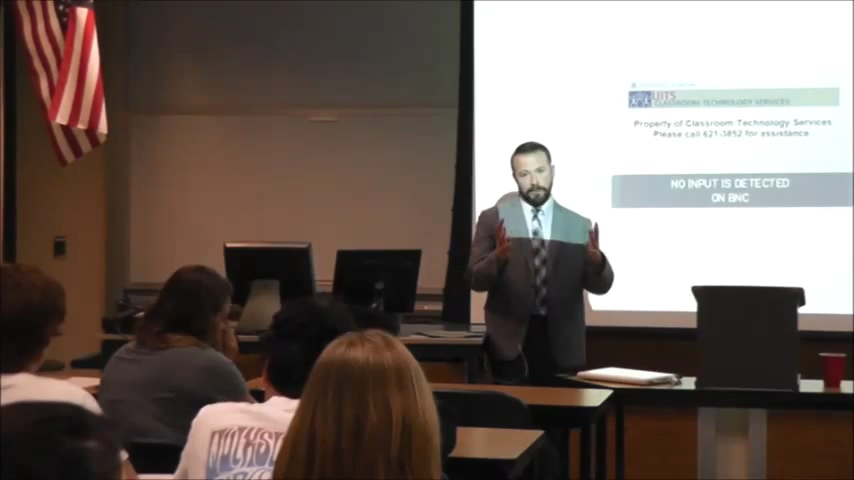 UITS
CLASSROOM TECHNOLOGY SERVICES
Property of Classroom Technology Services
Please call 621-3852 for assistance
NO INPUT IS DETECTED
ON BNC